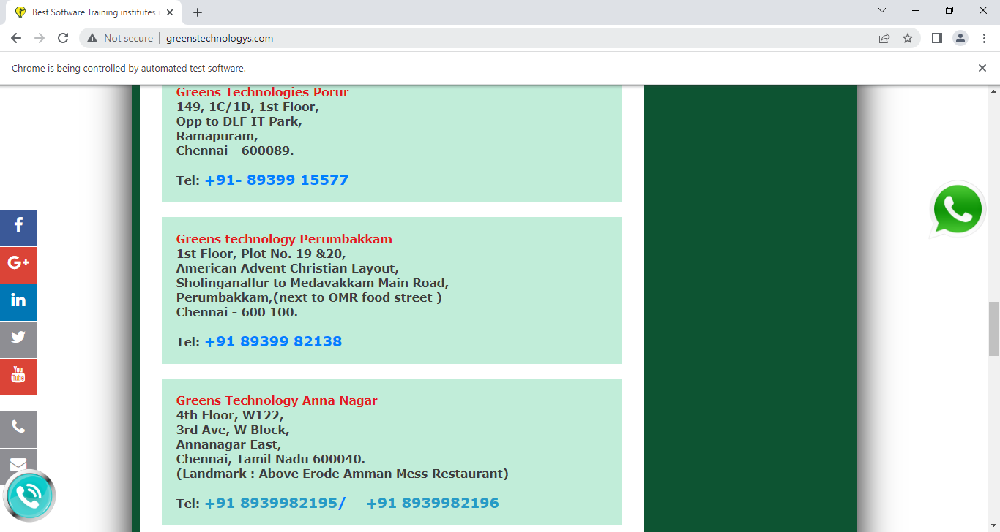 Best Software Training institutes
Not secure
greenstechnologys.com
Chrome is being controlled by automated test software.
Greens Technologies Porur
149, 1C/1D, 1st Floor,
Opp to DLF IT Park,
Ramapuram,
Chennai - 600089.
Tel: +91- 89399 15577
Greens technology Perumbakkam
1st Floor, Plot No. 19 &20,
American Advent Christian Layout,
Sholinganallur to Medavakkam Main Road,
Perumbakkam,(next to OMR food street )
Chennai - 600 100.
Tel: +91 89399 82138
Greens Technology Anna Nagar
4th Floor, W122,
3rd Ave, W Block,
Annanagar East,
Chennai, Tamil Nadu 600040.
(Landmark : Above Erode Amman Mess Restaurant)
Tel: +91 8939982195/ +91 8939982196
f
G+
in
You
Tube